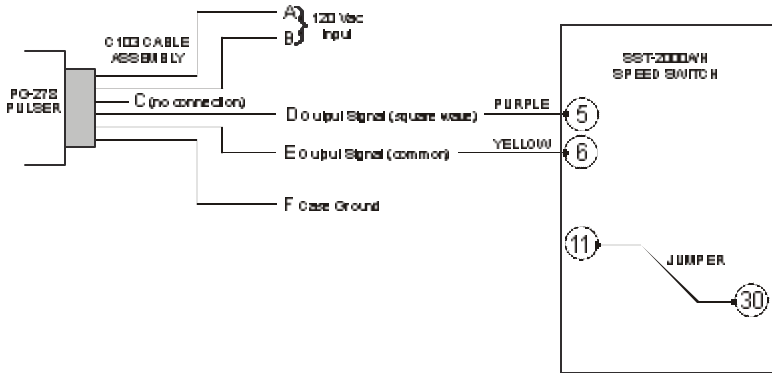 A
B
120 Vac
Input
C103 CABLE
ASSEMBLY
SST-2000A/H
SPEED SWITCH
PG-278
PULSER
C (no connection)
D Output Signal (square wave)
PURPLE
5
E Output Signal (common)
YELLOW
6
F Case Ground
11
JUMPER
30